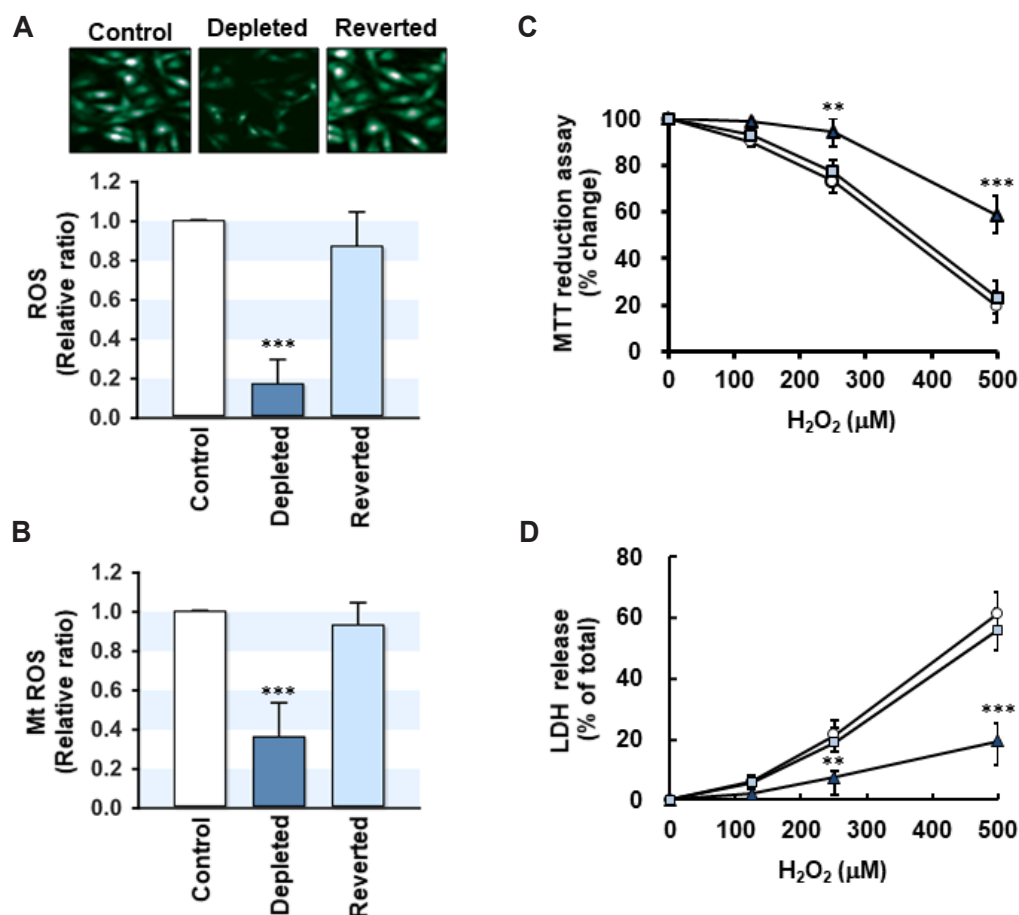 A
Control Depleted Reverted
1.2
1.0
0.8
0.6
0.4
0.2
0.0
ROS
(Relative ratio)
***
Control
Depleted
Reverted
B
1.2
1.0
0.8
0.6
0.4
0.2
0.0
Mt ROS
(Relative ratio)
***
Control
Depleted
Reverted
C
100
80
60
40
20
0
MTT reduction assay
(% change)
**
***
0 100 200 300 400 500
H₂O₂ (μM)
D
80
60
40
20
0
LDH release
(% of total)
**
***
0 100 200 300 400 500
H₂O₂ (μM)